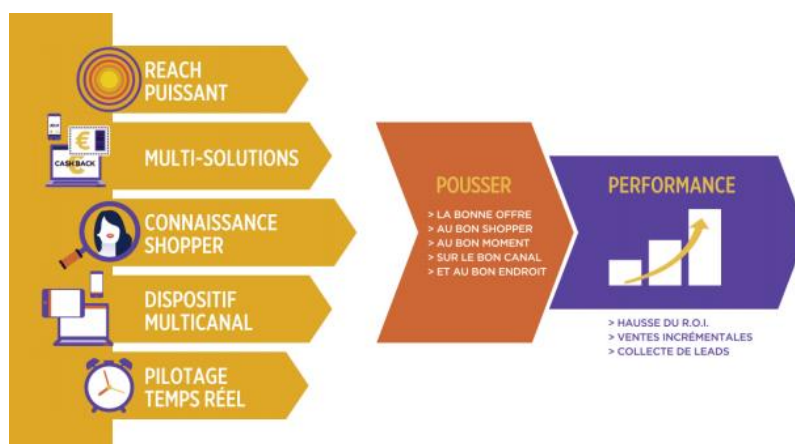 REACH
PUISSANT
€
€
CASH BACK
MULTI-SOLUTIONS
CONNAISSANCE
SHOPPER
DISPOSITIF
MULTICANAL
PILOTAGE
TEMPS RÉEL
POUSSER
> LA BONNE OFFRE
> AU BON SHOPPER
> AU BON MOMENT
> SUR LE BON CANAL
> ET AU BON ENDROIT
PERFORMANCE
> HAUSSE DU R.O.I.
> VENTES INCRÉMENTALES
> COLLECTE DE LEADS